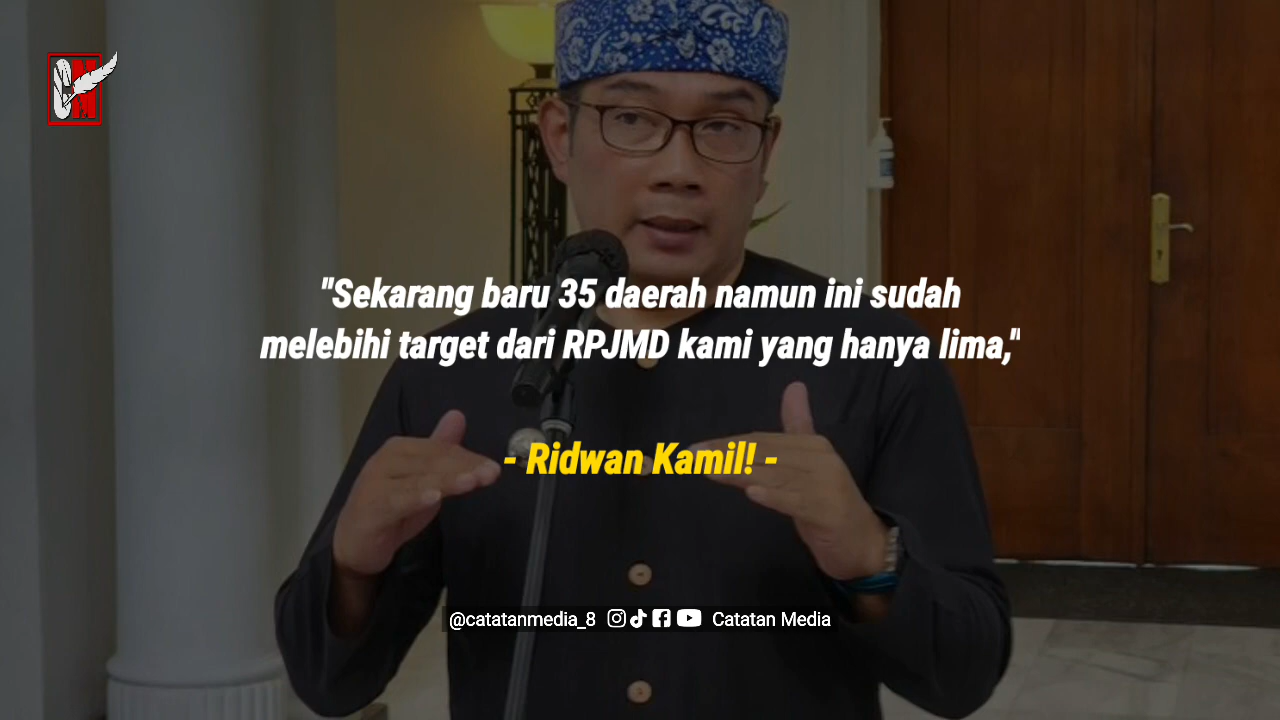 "Sekarang baru 35 daerah namun ini sudah
melebihi target dari RPJMD kami yang hanya lima,"
- Ridwan Kamil! -
@catatanmedia_8 Catatan Media